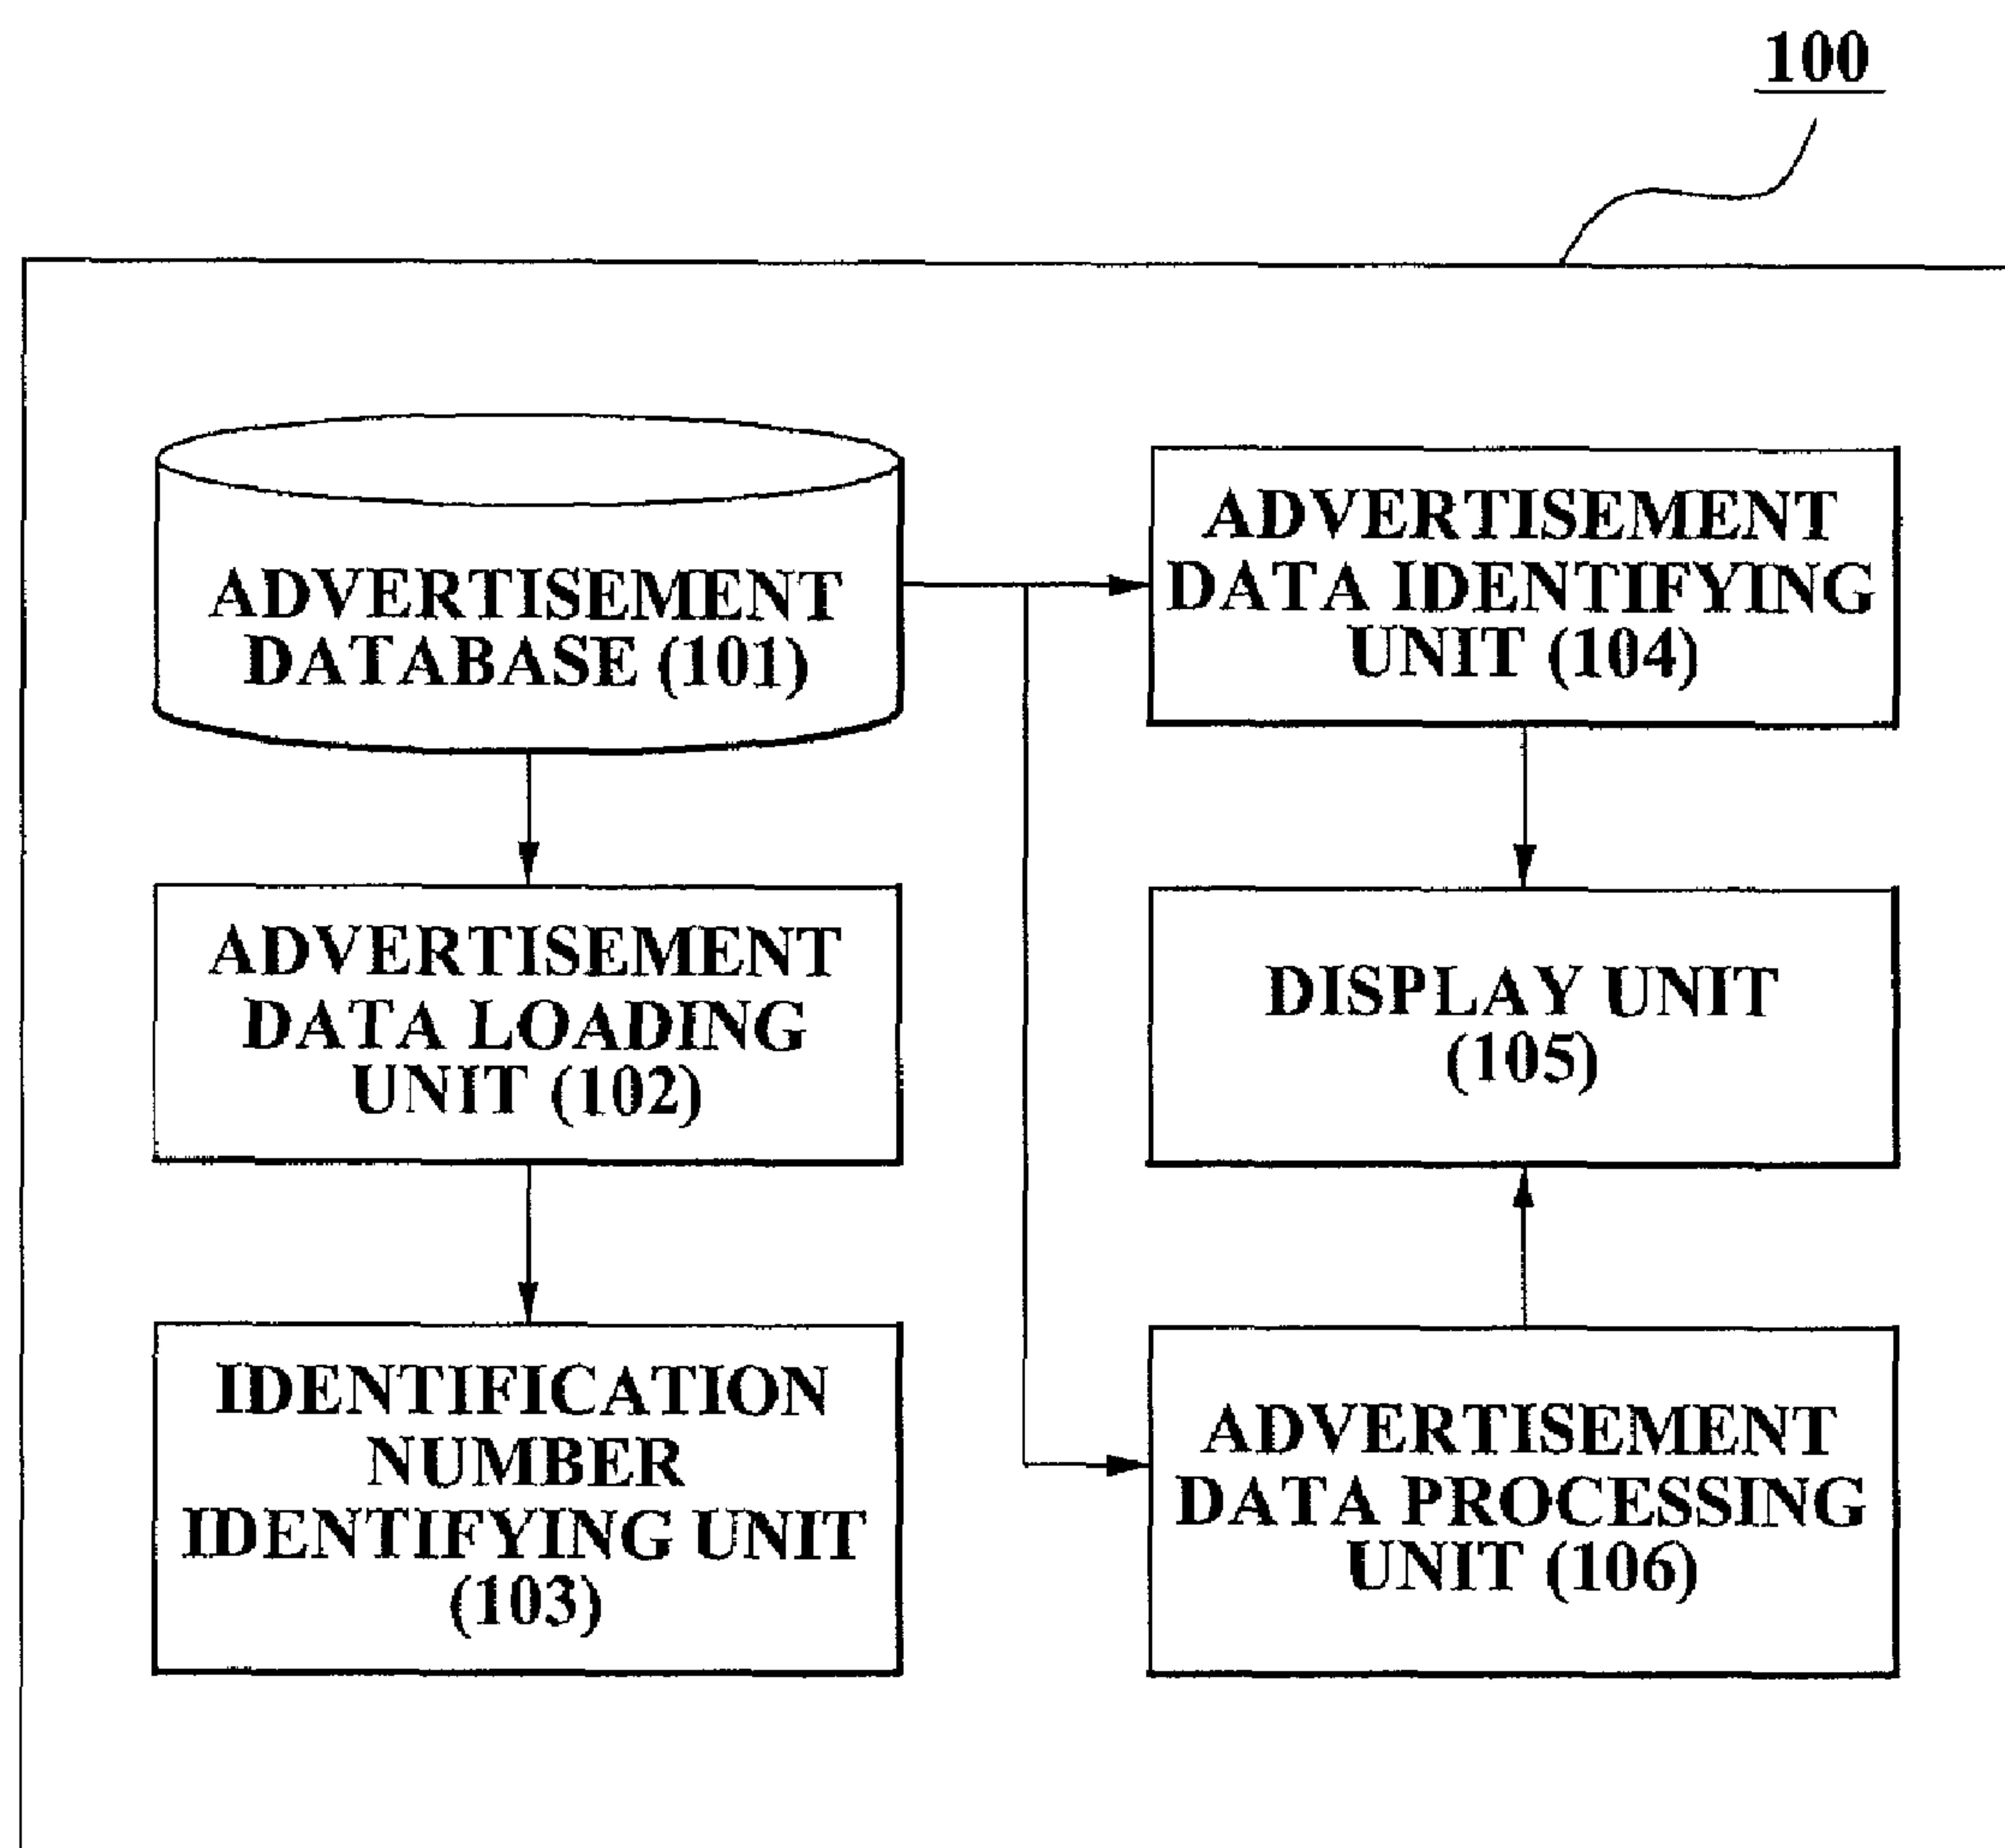 100
ADVERTISEMENT
DATABASE (101)
ADVERTISEMENT
DATA LOADING
UNIT (102)
IDENTIFICATION
NUMBER
IDENTIFYING UNIT
(103)
ADVERTISEMENT
DATA IDENTIFYING
UNIT (104)
DISPLAY UNIT
(105)
ADVERTISEMENT
DATA PROCESSING
UNIT (106)